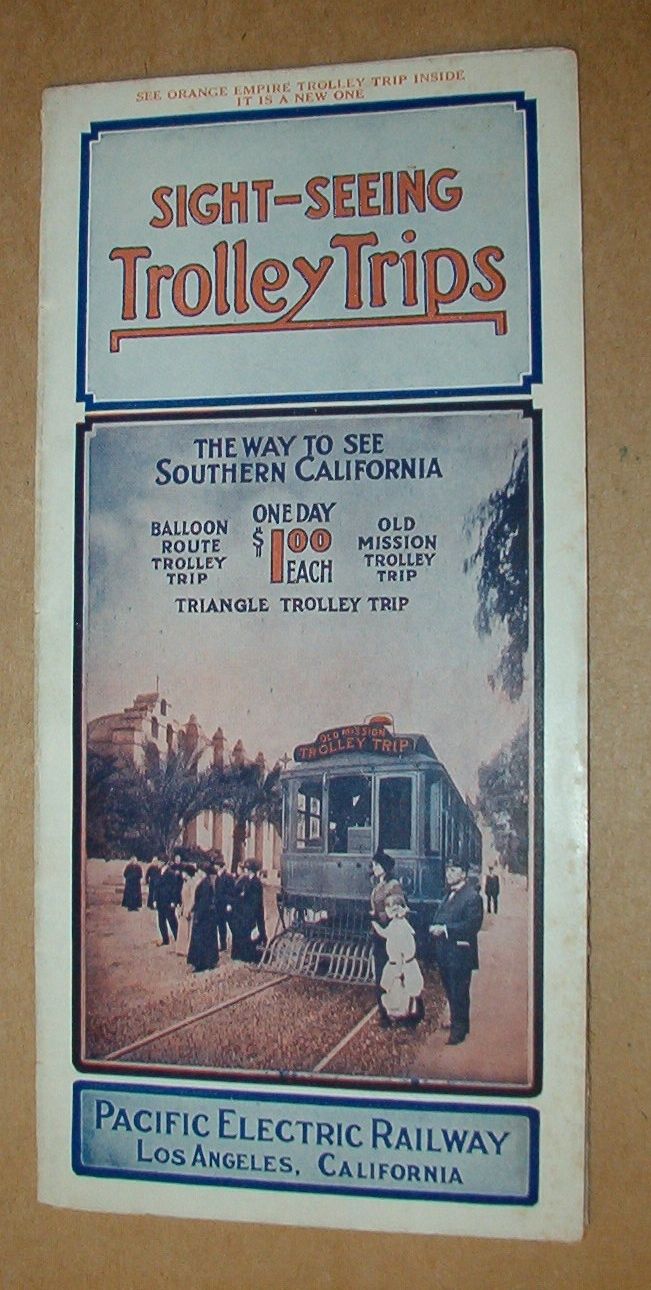 SEE ORANGE EMPIRE TROLLEY TRIP INSIDE
IT IS A NEW ONE
SIGHT-SEEING
Trolley Trips
THE WAY TO SEE
SOUTHERN CALIFORNIA
BALLOON
ROUTE
TROLLEY
TRIP
ONE DAY
$1.00
EACH
OLD
MISSION
TROLLEY
TRIP
TRIANGLE TROLLEY TRIP
OLD MISSION
TROLLEY TRIP
PACIFIC ELECTRIC RAILWAY
LOS ANGELES, CALIFORNIA